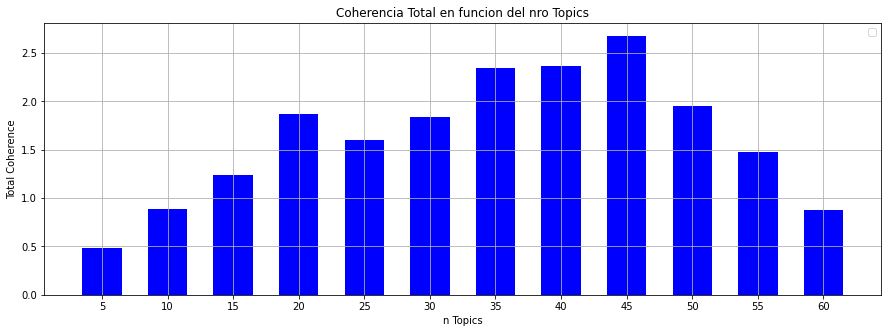 Coherencia Total en funcion del nro Topics
Total Coherence
2.5
2.0
1.5
1.0
0.5
0.0
5 10 15 20 25 30 35 40 45 50 55 60
n Topics